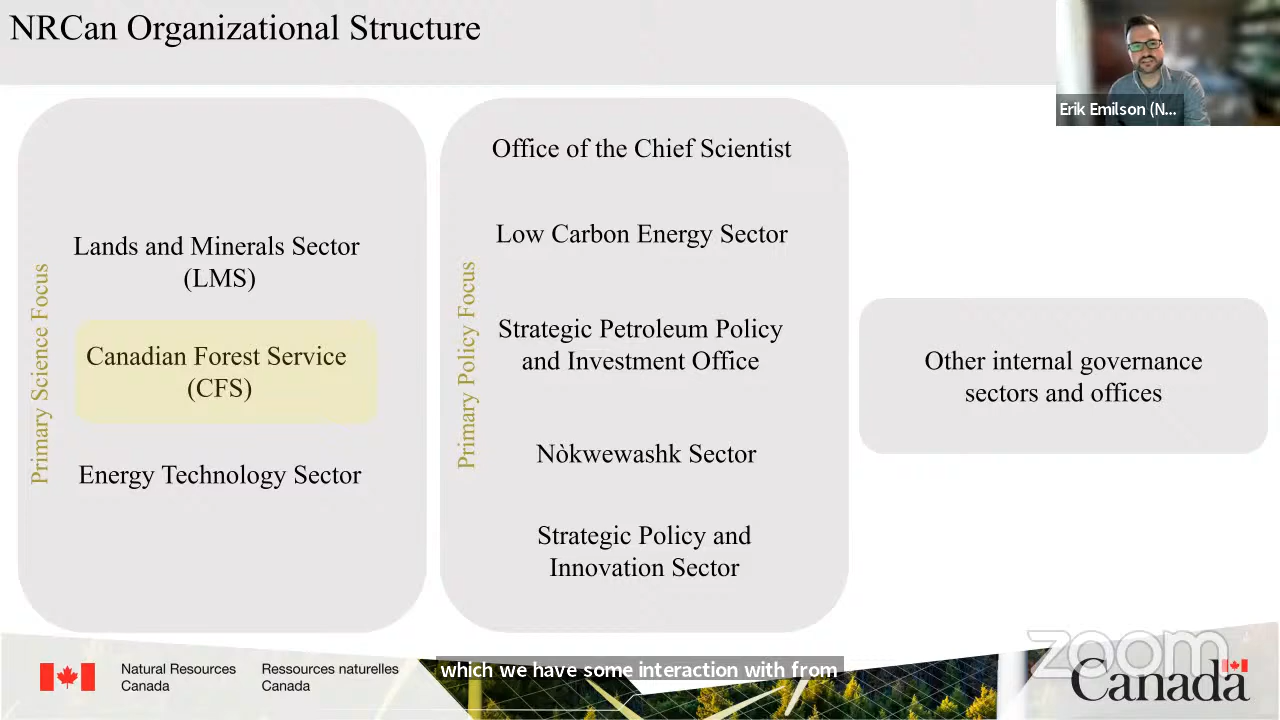 NRCan Organizational Structure
Erik Emilson (N...
Primary Science Focus
Lands and Minerals Sector
(LMS)
Canadian Forest Service
(CFS)
Energy Technology Sector
Primary Policy Focus
Office of the Chief Scientist
Low Carbon Energy Sector
Strategic Petroleum Policy
and Investment Office
Nòkwewashk Sector
Strategic Policy and
Innovation Sector
Other internal governance
sectors and offices
Natural Resources
Canada
Ressources naturelles
Canada
which we have some interaction with from
zoom
Canada